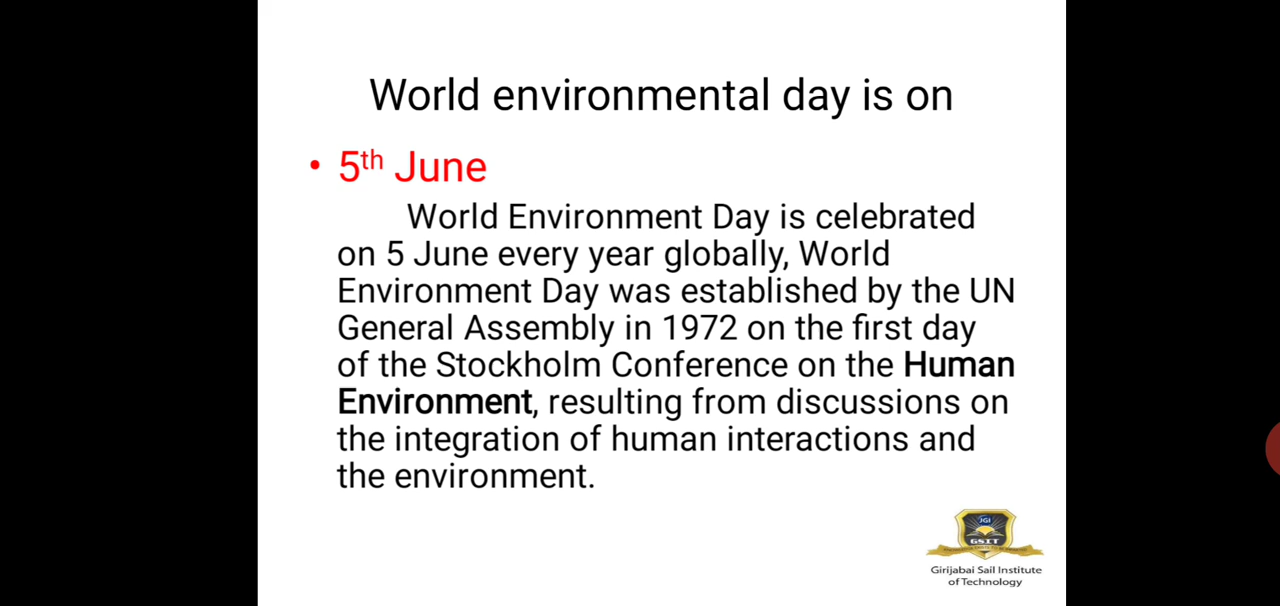 World environmental day is on
• 5th June
World Environment Day is celebrated
on 5 June every year globally, World
Environment Day was established by the UN
General Assembly in 1972 on the first day
of the Stockholm Conference on the Human
Environment, resulting from discussions on
the integration of human interactions and
the environment.
JGI
GSIT
Girijabai Sail Institute
of Technology